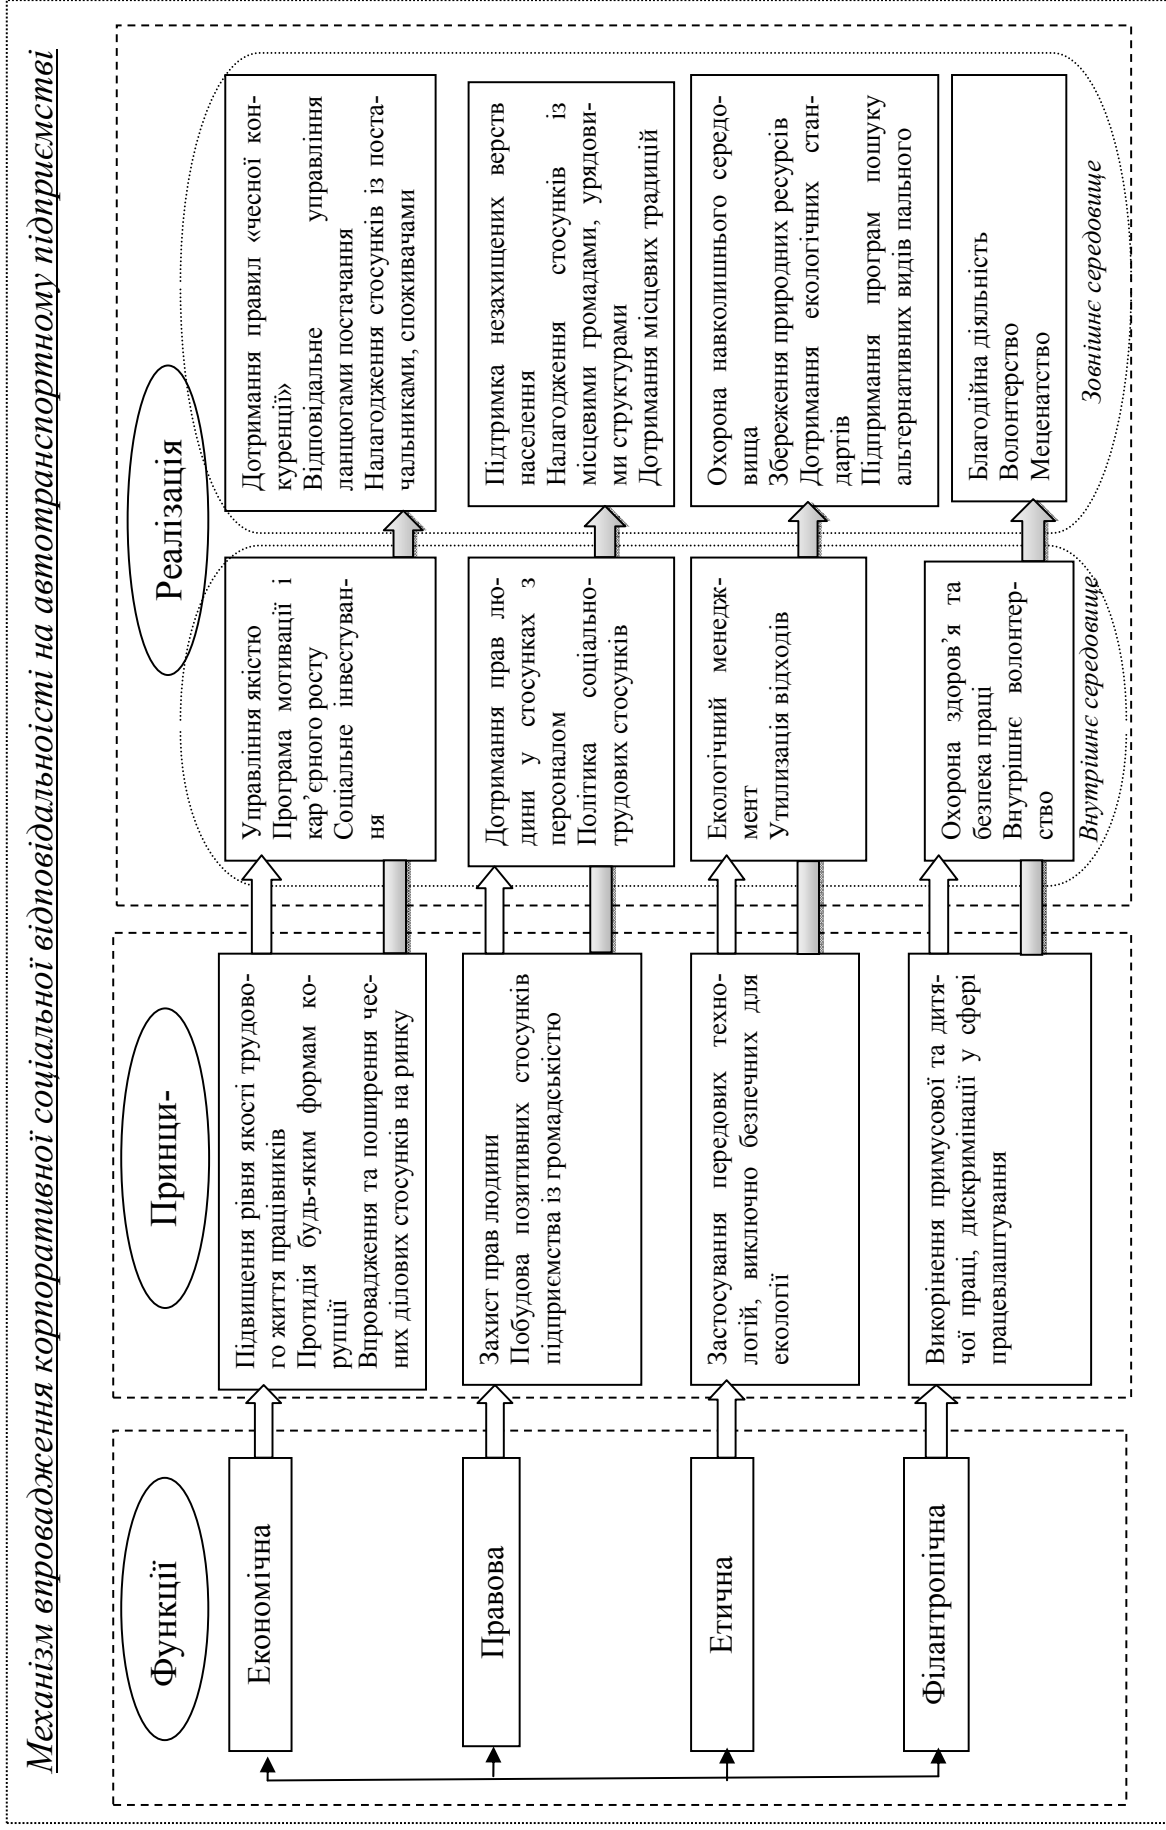 Механізм впровадження корпоративної соціальної відповідальності на автотранспортному підприємстві
Функції
Економічна
Правова
Етична
Філантропічна
Принци-
Підвищення рівня якості трудово-
го життя працівників
Протидія будь-яким формам ко-
рупції
Впровадження та поширення чес-
них ділових стосунків на ринку
Захист прав людини
Побудова позитивних стосунків
підприємства із громадськістю
Застосування передових техно-
логій, виключно безпечних для
екології
Викорінення примусової та дитя-
чої праці, дискримінації у сфері
працевлаштування
Реалізація
Управління якістю
Програма мотивації і
кар’єрного росту
Соціальне інвестуван-
ня
Дотримання прав лю-
дини у стосунках з
персоналом
Політика соціально-
трудових стосунків
Екологічний менедж-
мент
Утилизація відходів
Охорона здоров’я та
безпека праці
Внутрішнє волонтер-
ство
Внутрішнє середовище
Дотримання правил «чесної кон-
куренції»
Відповідальне управління
ланцюгами постачання
Налагодження стосунків із поста-
чальниками, споживачами
Підтримка незахищених верств
населення
Налагодження стосунків із
місцевими громадами, урядови-
ми структурами
Дотримання місцевих традицій
Охорона навколишнього середо-
вища
Збереження природних ресурсів
Дотримання екологічних стан-
дартів
Підпримання програм пошуку
альтернативних видів пального
Благодійна діяльність
Волонтерство
Меценатство
Зовнішнє середовище